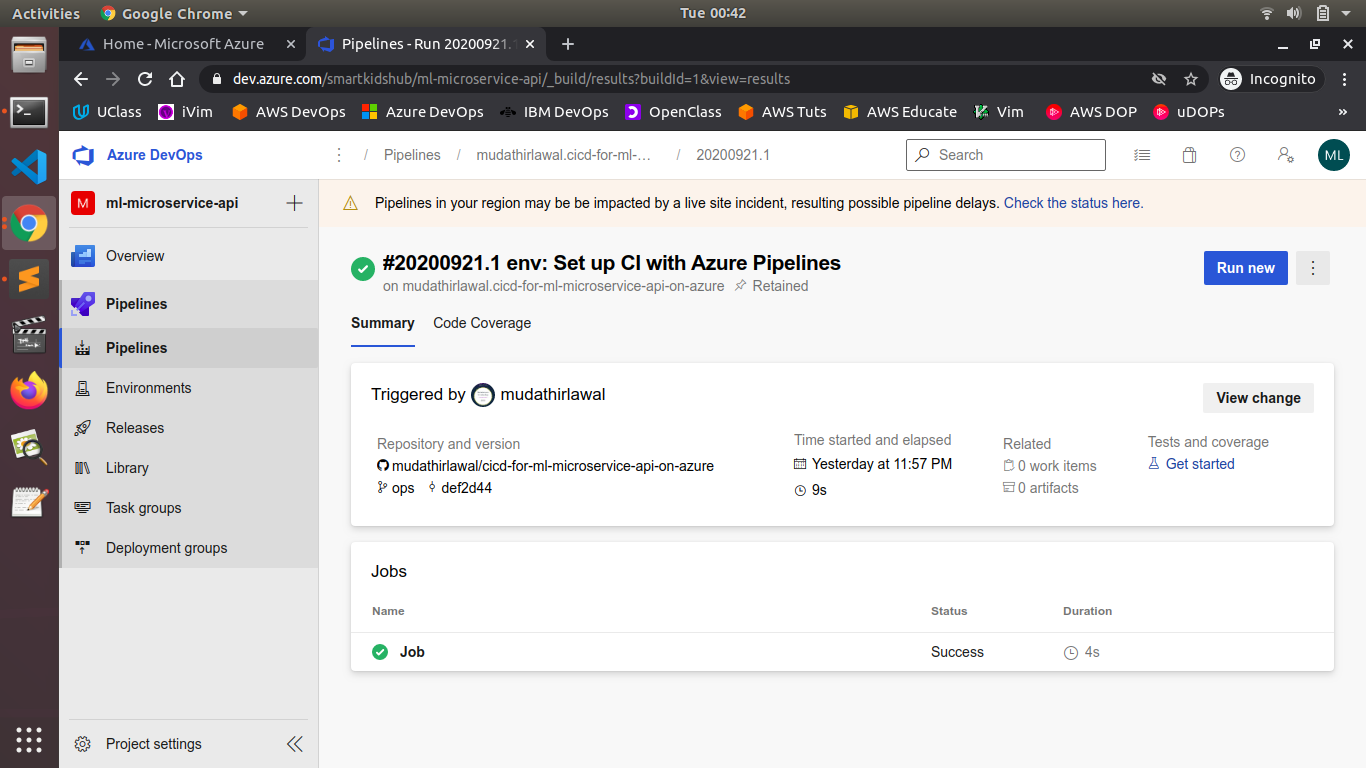 Activities Google Chrome Tue 00:42
Home - Microsoft Azure Pipelines - Run 20200921.1
dev.azure.com/smartkidshub/ml-microservice-api/_build/results?buildId=1&view=results Incognito
UClass iVim AWS DevOps Azure DevOps IBM DevOps OpenClass AWS Tuts AWS Educate Vim AWS DOP uDOPs »
Azure DevOps / Pipelines / mudathirlawal.cicd-for-ml-... / 20200921.1 Search ML
M ml-microservice-api
Overview
Pipelines
Pipelines
Environments
Releases
Library
Task groups
Deployment groups
Project settings
Pipelines in your region may be be impacted by a live site incident, resulting possible pipeline delays. Check the status here.
#20200921.1 env: Set up CI with Azure Pipelines
on mudathirlawal.cicd-for-ml-microservice-api-on-azure Retained
Run new
Summary Code Coverage
Triggered by mudathirlawal
View change
Repository and version
mudathirlawal/cicd-for-ml-microservice-api-on-azure
ops def2d44
Time started and elapsed
Yesterday at 11:57 PM
9s
Related
0 work items
0 artifacts
Tests and coverage
Get started
Jobs
Name Status Duration
Job Success 4s